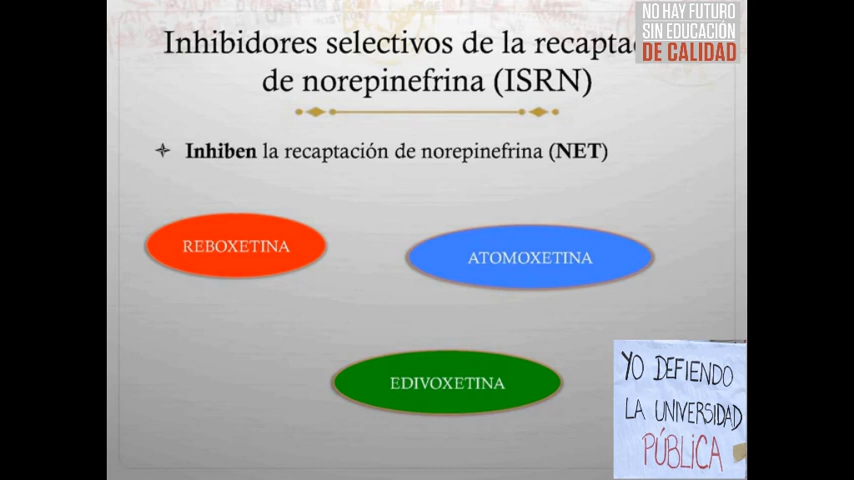 Inhibidores selectivos de la recapta
de norepinefrina (ISRN)
NO HAY FUTURO
SIN EDUCACIÓN
DE CALIDAD
Inhiben la recaptación de norepinefrina (NET)
REBOXETINA
ATOMOXETINA
EDIVOXETINA
YO DEFIENDO
LA UNIVERSIDAD
PÚBLICA